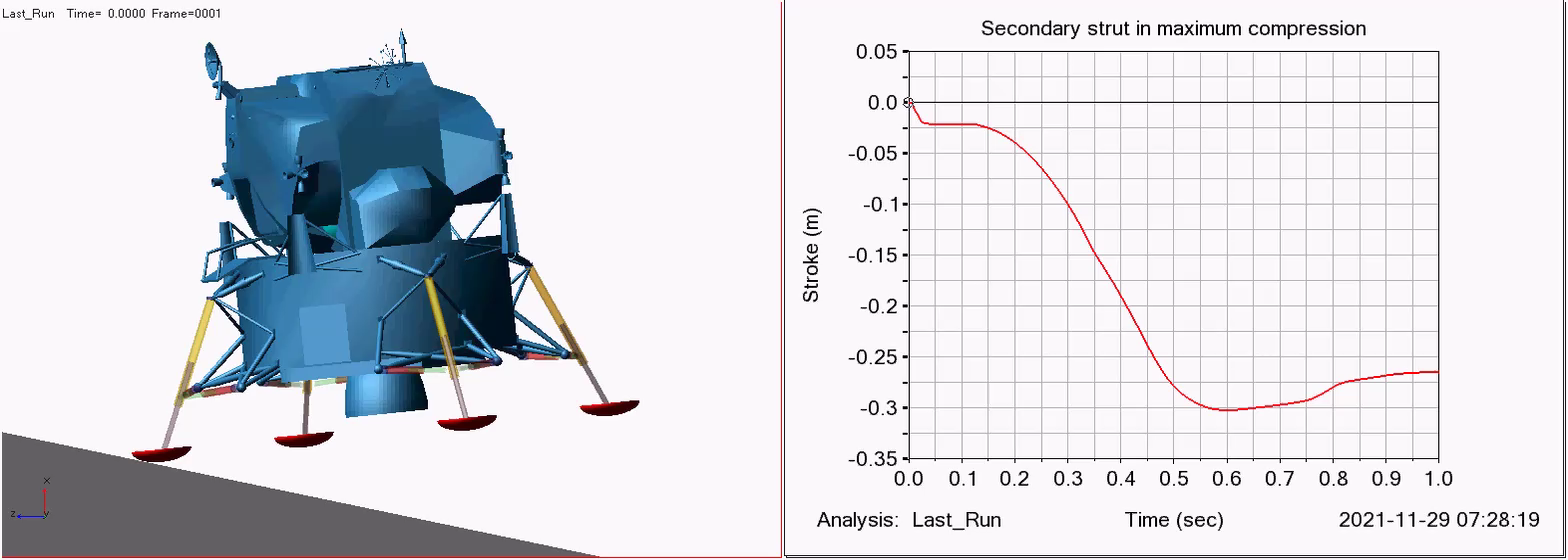 Last_Run Time= 0.0000 Frame=0001
x
z
y
Secondary strut in maximum compression
0.05
0.0
-0.05
-0.1
-0.15
-0.2
-0.25
-0.3
-0.35
Stroke (m)
0.0 0.1 0.2 0.3 0.4 0.5 0.6 0.7 0.8 0.9 1.0
Analysis: Last_Run Time (sec) 2021-11-29 07:28:19